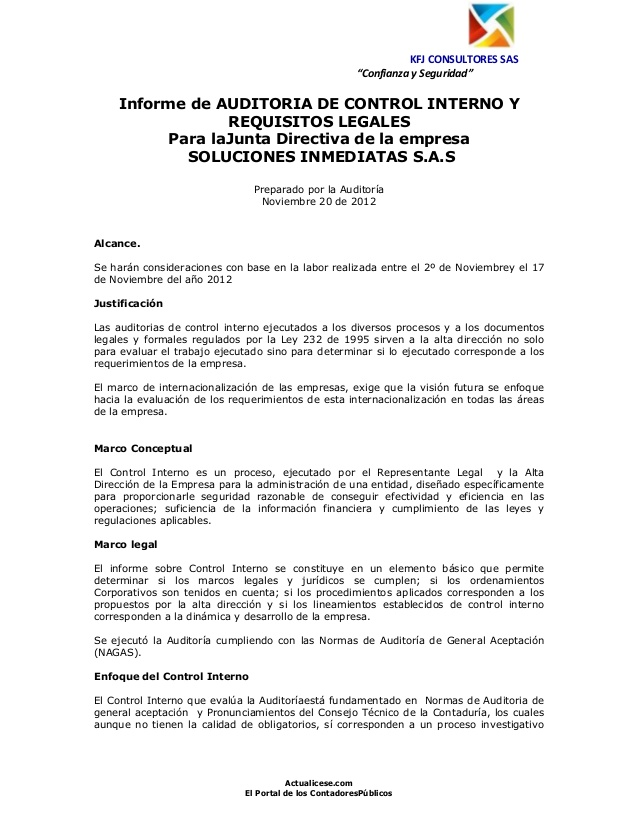 KFJ CONSULTORES SAS
“Confianza y Seguridad”
Informe de AUDITORIA DE CONTROL INTERNO Y
REQUISITOS LEGALES
Para laJunta Directiva de la empresa
SOLUCIONES INMEDIATAS S.A.S
Preparado por la Auditoría
Noviembre 20 de 2012
Alcance.
Se harán consideraciones con base en la labor realizada entre el 2º de Noviembrey el 17
de Noviembre del año 2012
Justificación
Las auditorias de control interno ejecutados a los diversos procesos y a los documentos
legales y formales regulados por la Ley 232 de 1995 sirven a la alta dirección no solo
para evaluar el trabajo ejecutado sino para determinar si lo ejecutado corresponde a los
requerimientos de la empresa.
El marco de internacionalización de las empresas, exige que la visión futura se enfoque
hacia la evaluación de los requerimientos de esta internacionalización en todas las áreas
de la empresa.
Marco Conceptual
El Control Interno es un proceso, ejecutado por el Representante Legal y la Alta
Dirección de la Empresa para la administración de una entidad, diseñado específicamente
para proporcionarle seguridad razonable de conseguir efectividad y eficiencia en las
operaciones; suficiencia de la información financiera y cumplimiento de las leyes y
regulaciones aplicables.
Marco legal
El informe sobre Control Interno se constituye en un elemento básico que permite
determinar si los marcos legales y jurídicos se cumplen; si los ordenamientos
Corporativos son tenidos en cuenta; si los procedimientos aplicados corresponden a los
propuestos por la alta dirección y si los lineamientos establecidos de control interno
corresponden a la dinámica y desarrollo de la empresa.
Se ejecutó la Auditoría cumpliendo con las Normas de Auditoría de General Aceptación
(NAGAS).
Enfoque del Control Interno
El Control Interno que evalúa la Auditoríaestá fundamentado en Normas de Auditoria de
general aceptación y Pronunciamientos del Consejo Técnico de la Contaduría, los cuales
aunque no tienen la calidad de obligatorios, sí corresponden a un proceso investigativo
Actualicese.com
El Portal de los ContadoresPúblicos